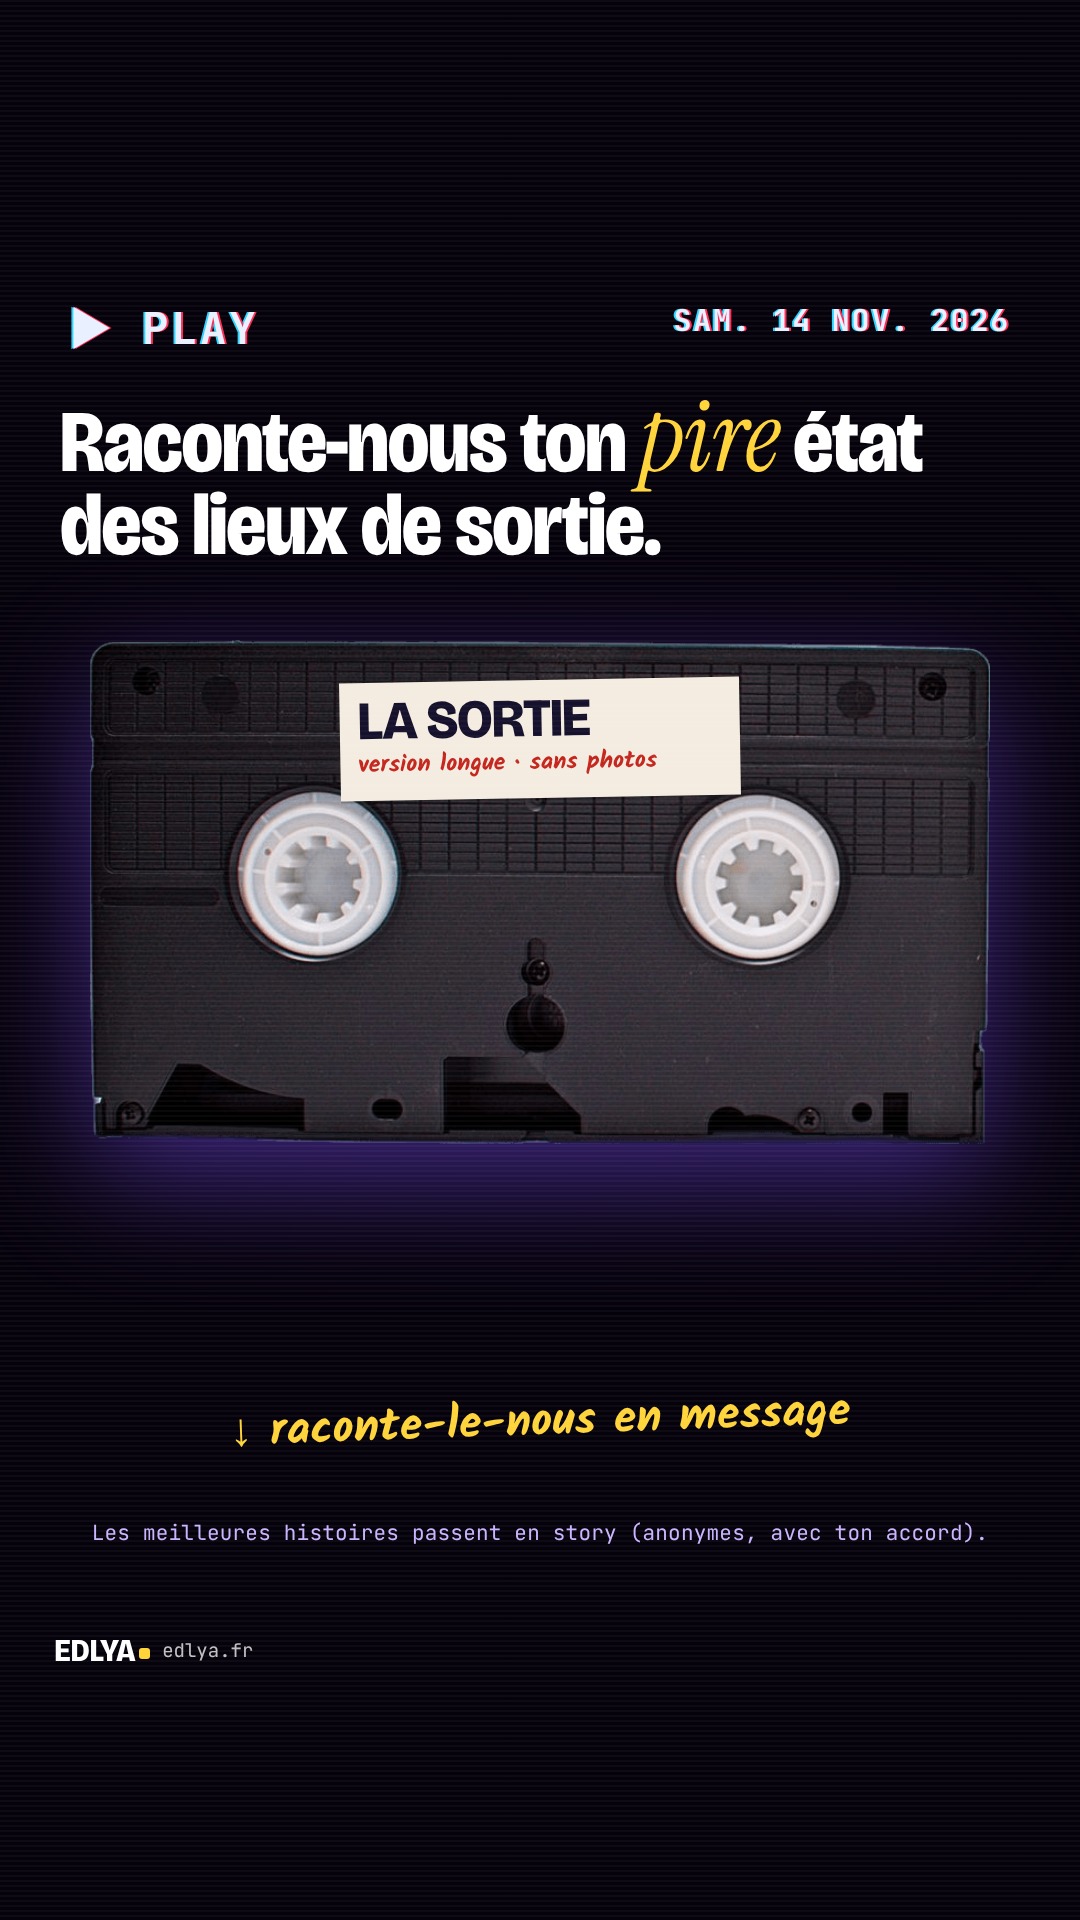 ▶ PLAY
SAM. 14 NOV. 2026
Raconte-nous ton pire état
des lieux de sortie.
LA SORTIE
version longue · sans photos
↓ raconte-le-nous en message
Les meilleures histoires passent en story (anonymes, avec ton accord).
EDLYA. edlya.fr